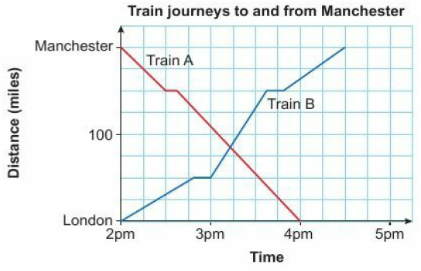 Train journeys to and from Manchester
Distance (miles)
Manchester
Train A
Train B
100
London
2pm 3pm 4pm 5pm
Time